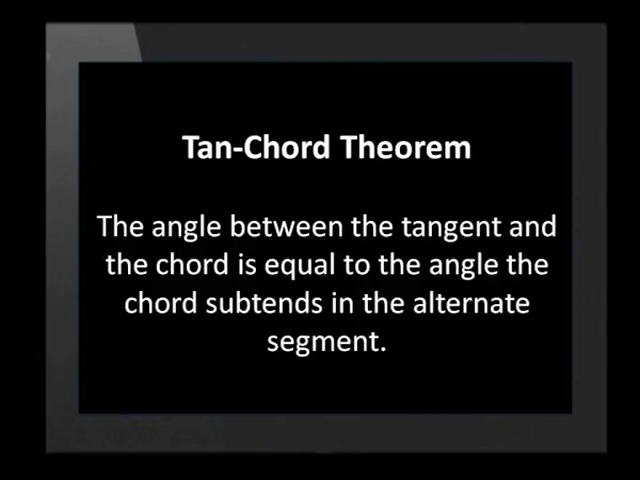 Tan-Chord Theorem
The angle between the tangent and
the chord is equal to the angle the
chord subtends in the alternate
segment.